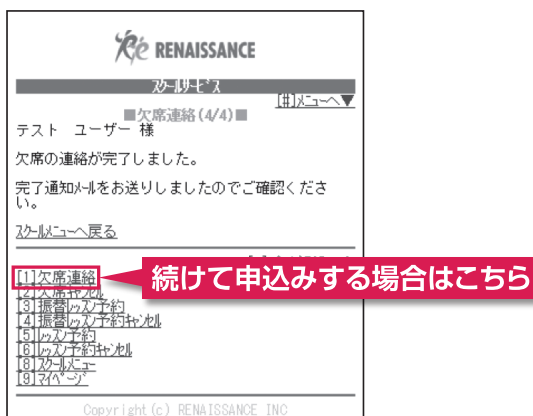 RENAISSANCE
スクールサービス
[#]メニューへ▼
■欠席連絡(4/4)■
テスト　ユーザー 様
欠席の連絡が完了しました。
完了通知メールをお送りしましたのでご確認くださ
い。
スクールメニューへ戻る
[1]欠席連絡
続けて申込みする場合はこちら
[2]欠席キャンセル
[3]振替レッスン予約
[4]振替レッスン予約キャンセル
[5]レッスン予約
[6]レッスン予約キャンセル
[8]スクールメニュー
[9]マイページ
Copyright(c) RENAISSANCE INC